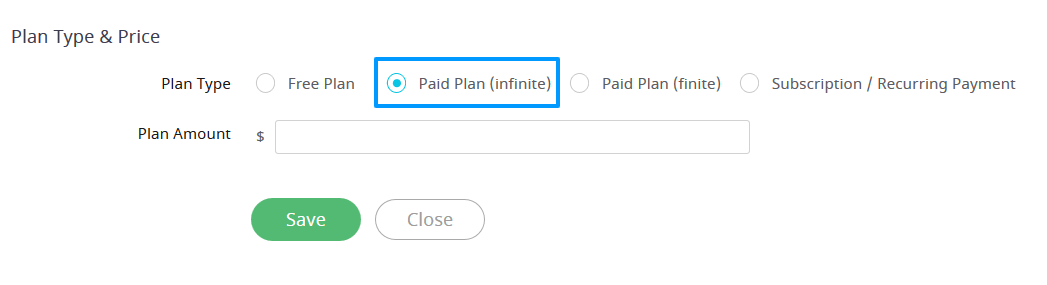 Plan Type & Price
Plan Type Free Plan Paid Plan (infinite) Paid Plan (finite) Subscription / Recurring Payment
Plan Amount $
Save Close